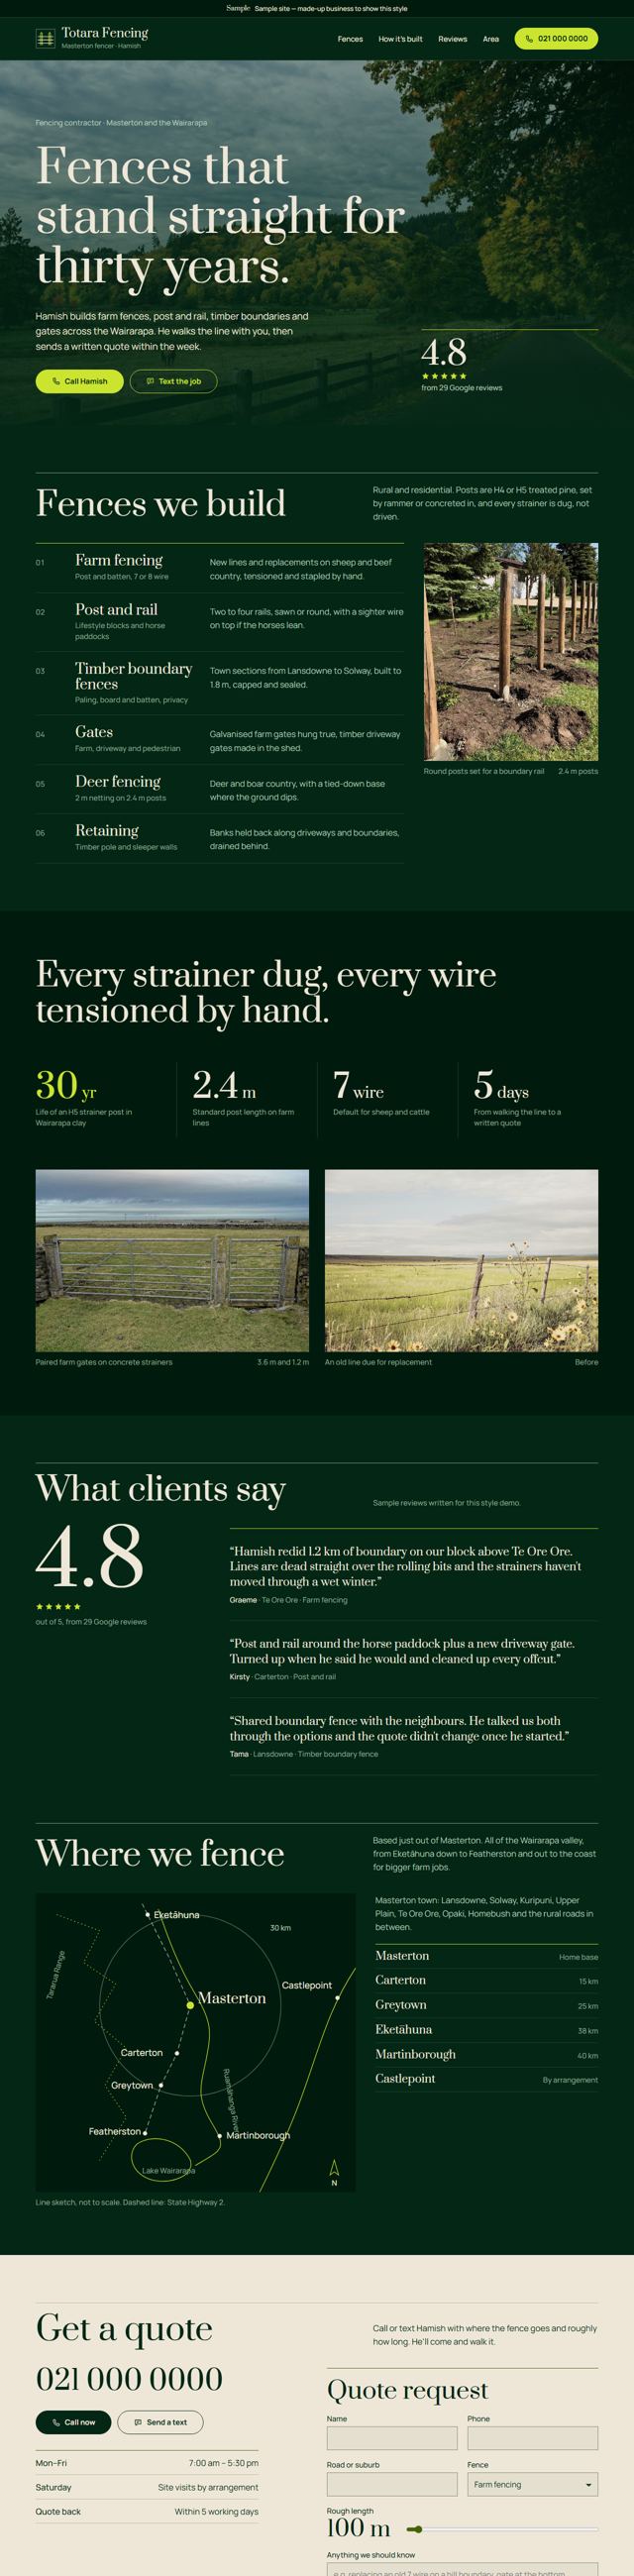 Sample Sample site — made-up business to show this style
Totara Fencing
Masterton fencer · Hamish
Fences How it's built Reviews Area 021 000 0000
Fencing contractor · Masterton and the Wairarapa
Fences that
stand straight for
thirty years.
Hamish builds farm fences, post and rail, timber boundaries and
gates across the Wairarapa. He walks the line with you, then
sends a written quote within the week.
Call Hamish Text the job
4.8
from 29 Google reviews
Fences we build
Rural and residential. Posts are H4 or H5 treated pine, set
by rammer or concreted in, and every strainer is dug, not
driven.
01 Farm fencing
Post and batten, 7 or 8 wire
New lines and replacements on sheep and beef
country, tensioned and stapled by hand.
02 Post and rail
Lifestyle blocks and horse
paddocks
Two to four rails, sawn or round, with a sighter wire
on top if the horses lean.
03 Timber boundary
fences
Paling, board and batten, privacy
Town sections from Lansdowne to Solway, built to
1.8 m, capped and sealed.
04 Gates
Farm, driveway and pedestrian
Galvanised farm gates hung true, timber driveway
gates made in the shed.
05 Deer fencing
2 m netting on 2.4 m posts
Deer and boar country, with a tied-down base
where the ground dips.
06 Retaining
Timber pole and sleeper walls
Banks held back along driveways and boundaries,
drained behind.
Round posts set for a boundary rail 2.4 m posts
Every strainer dug, every wire
tensioned by hand.
30 yr
Life of an H5 strainer post in
Wairarapa clay
2.4 m
Standard post length on farm
lines
7 wire
Default for sheep and cattle
5 days
From walking the line to a
written quote
Paired farm gates on concrete strainers 3.6 m and 1.2 m
An old line due for replacement Before
What clients say
Sample reviews written for this style demo.
4.8
out of 5, from 29 Google reviews
“Hamish redid 1.2 km of boundary on our block above Te Ore Ore.
Lines are dead straight over the rolling bits and the strainers haven't
moved through a wet winter.”
Graeme · Te Ore Ore · Farm fencing
“Post and rail around the horse paddock plus a new driveway gate.
Turned up when he said he would and cleaned up every offcut.”
Kirsty · Carterton · Post and rail
“Shared boundary fence with the neighbours. He talked us both
through the options and the quote didn't change once he started.”
Tama · Lansdowne · Timber boundary fence
Where we fence
Based just out of Masterton. All of the Wairarapa valley,
from Eketāhuna down to Featherston and out to the coast
for bigger farm jobs.
Eketāhuna
30 km
Tararua Range
Castlepoint
Masterton
Carterton
Greytown
Ruamāhanga River
Featherston
Martinborough
Lake Wairarapa
N
Line sketch, not to scale. Dashed line: State Highway 2.
Masterton town: Lansdowne, Solway, Kuripuni, Upper
Plain, Te Ore Ore, Opaki, Homebush and the rural roads in
between.
Masterton Home base
Carterton 15 km
Greytown 25 km
Eketāhuna 38 km
Martinborough 40 km
Castlepoint By arrangement
Get a quote
Call or text Hamish with where the fence goes and roughly
how long. He'll come and walk it.
021 000 0000
Call now Send a text
Mon–Fri 7:00 am – 5:30 pm
Saturday Site visits by arrangement
Quote back Within 5 working days
Quote request
Name Phone
Road or suburb Fence
Farm fencing
Rough length
100 m
Anything we should know
e.g. replacing an old 7 wire on a hill boundary, gate at the bottom